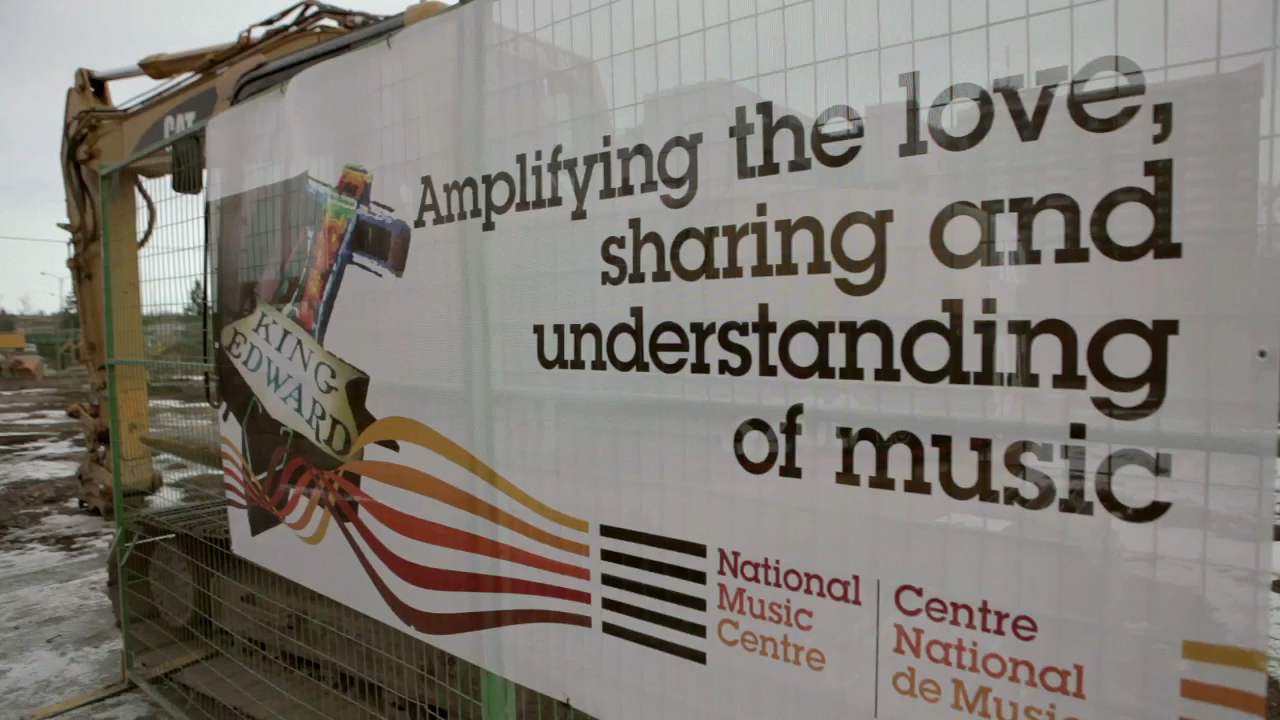 CAT
Amplifying the love,
sharing and
understanding
of music
KING
EDWARD
National
Music
Centre
Centre
National
de Music